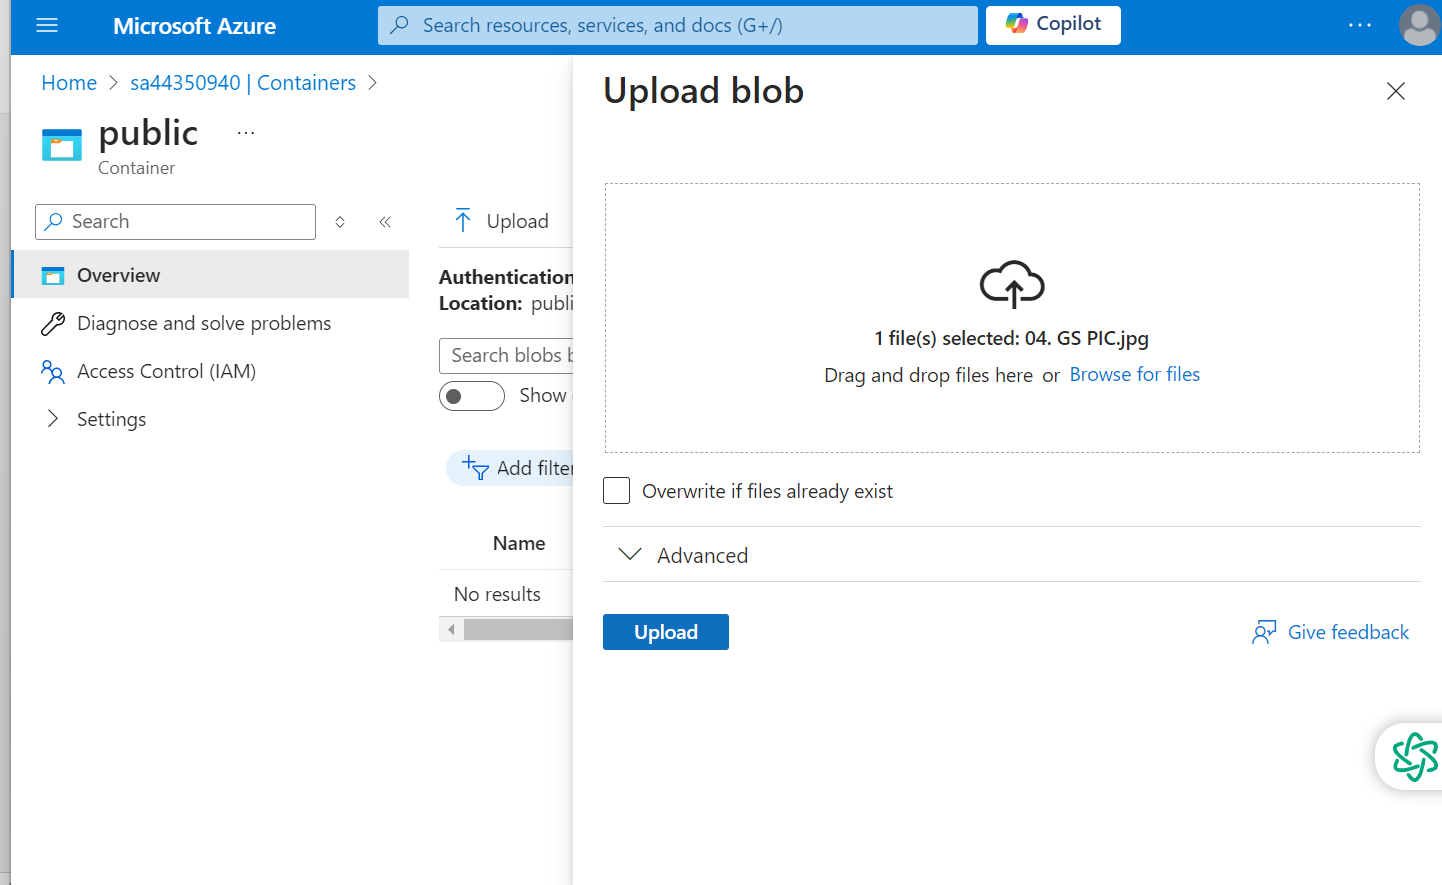 Microsoft Azure
Search resources, services, and docs (G+/)
Copilot
Home > sa44350940 | Containers >
public
Container
Search
Overview
Diagnose and solve problems
Access Control (IAM)
Settings
Upload
Authentication
Location: publi
Search blobs b
Show
Add filter
Name
No results
Upload blob
1 file(s) selected: 04. GS PIC.jpg
Drag and drop files here or Browse for files
Overwrite if files already exist
Advanced
Upload
Give feedback